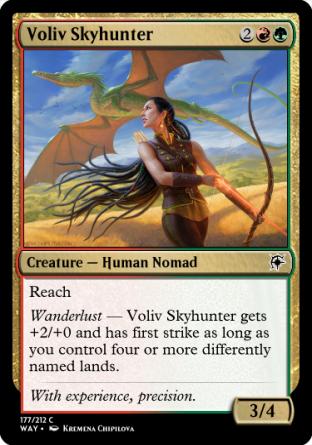 Voliv Skyhunter 2
Creature — Human Nomad
Reach
Wanderlust — Voliv Skyhunter gets
+2/+0 and has first strike as long as
you control four or more differently
named lands.
With experience, precision.
3/4
177/212 C
WAY • Kremena Chipilova